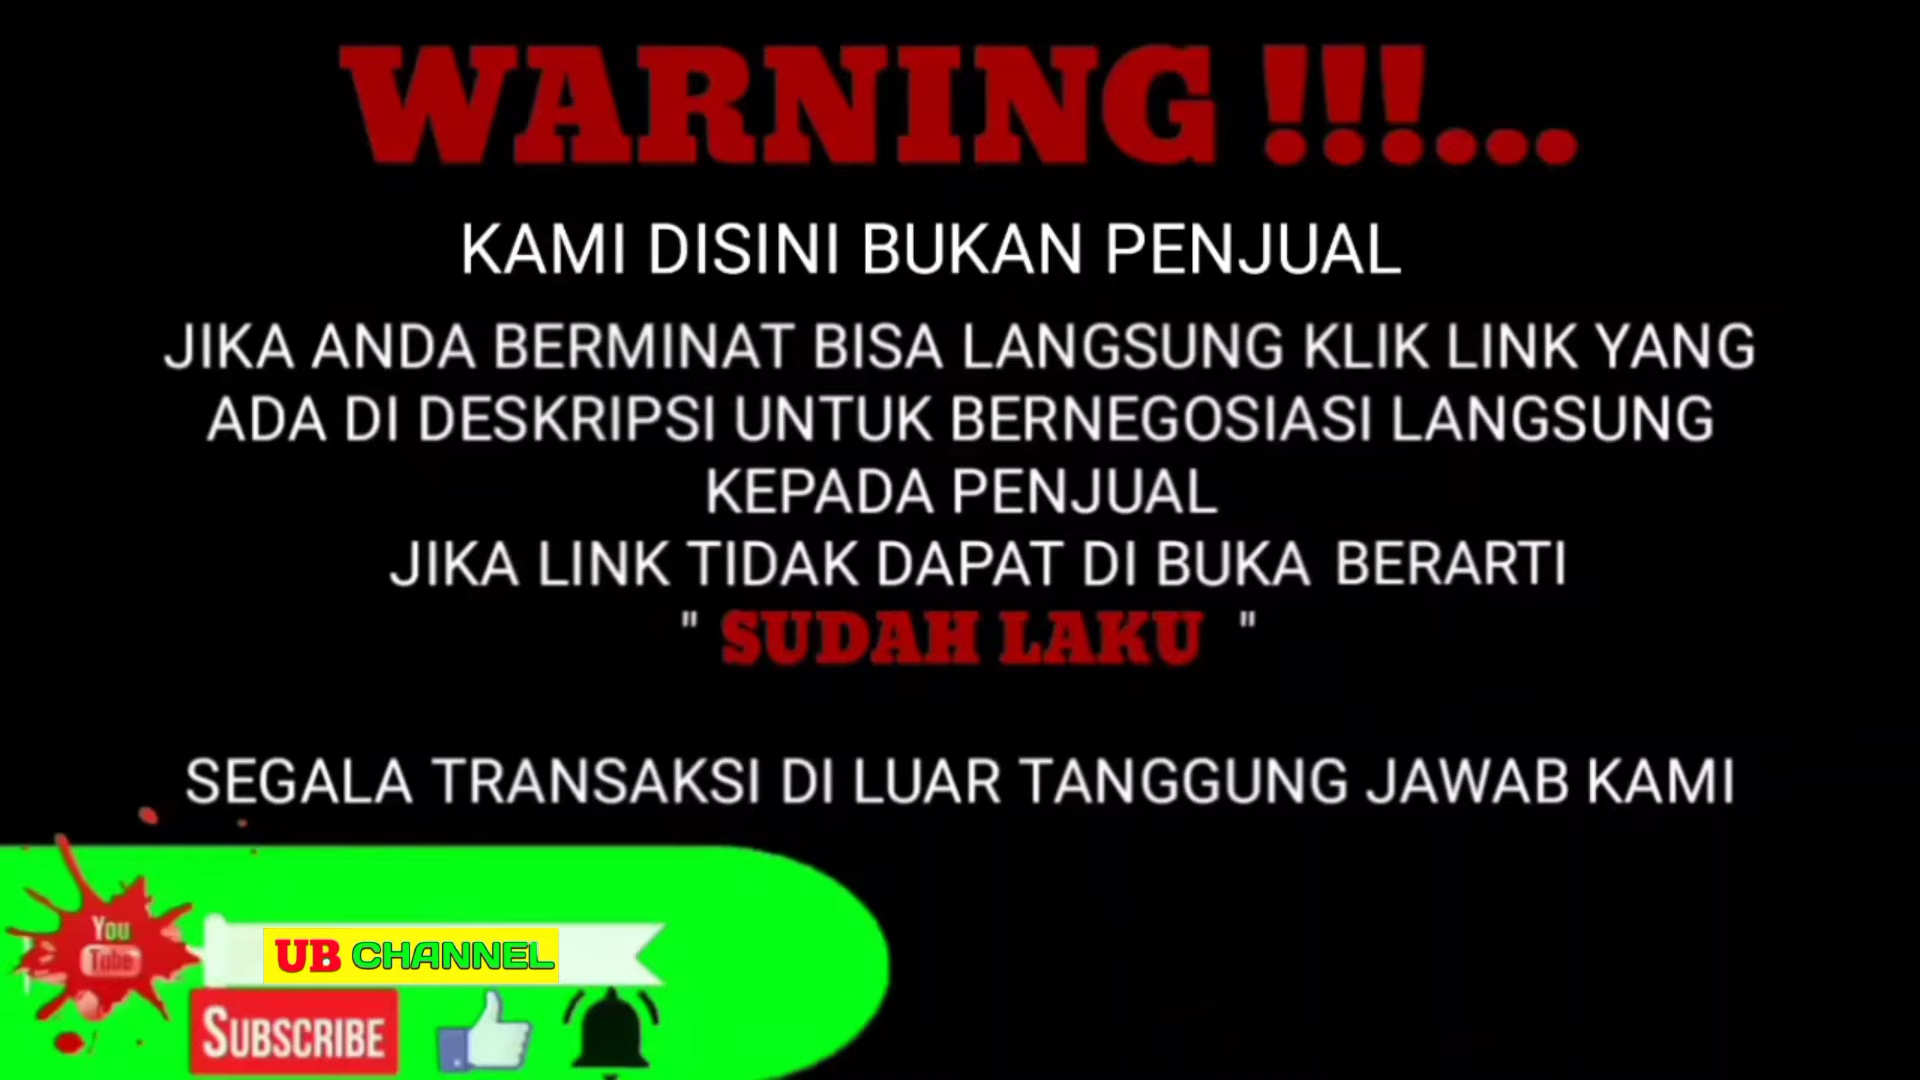 WARNING !!!...
KAMI DISINI BUKAN PENJUAL
JIKA ANDA BERMINAT BISA LANGSUNG KLIK LINK YANG
ADA DI DESKRIPSI UNTUK BERNEGOSIASI LANGSUNG
KEPADA PENJUAL
JIKA LINK TIDAK DAPAT DI BUKA BERARTI
" SUDAH LAKU "
SEGALA TRANSAKSI DI LUAR TANGGUNG JAWAB KAMI
You
Tube
UB CHANNEL
SUBSCRIBE